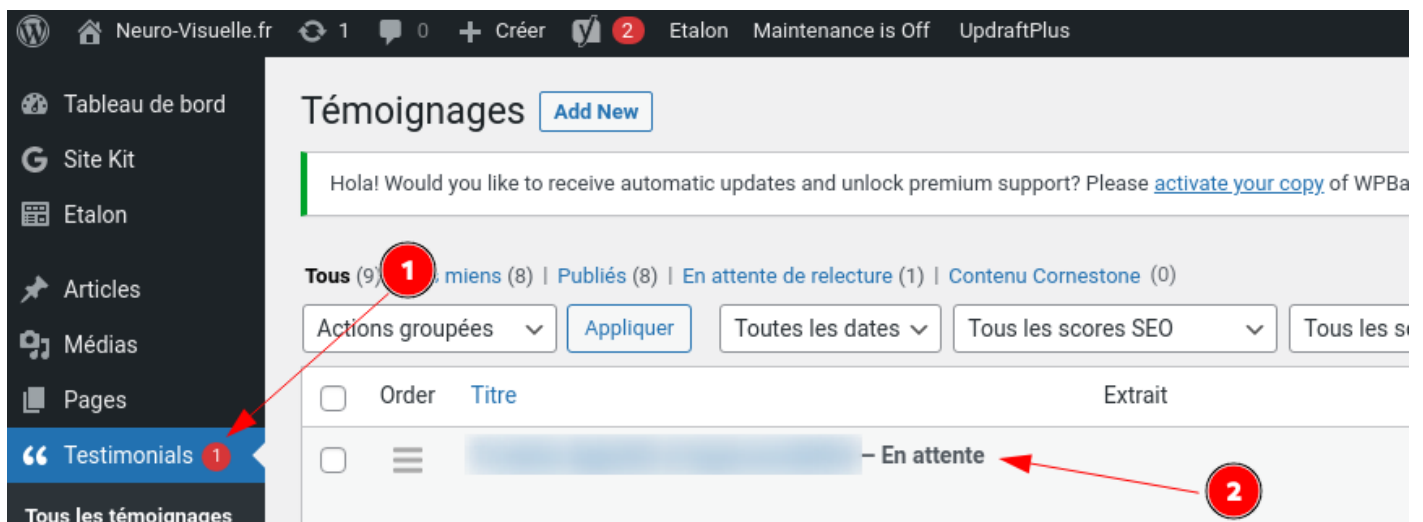 Neuro-Visuelle.fr 1 0 + Créer 2 Etalon Maintenance is Off UpdraftPlus
Tableau de bord
Témoignages Add New
Site Kit
Hola! Would you like to receive automatic updates and unlock premium support? Please activate your copy of WPBa
Etalon
Tous (9) 1 miens (8) | Publiés (8) | En attente de relecture (1) | Contenu Cornestone (0)
Articles
Actions groupées Appliquer Toutes les dates Tous les scores SEO Tous les
Médias
Pages
Order Titre Extrait
Testimonials 1
– En attente
2
Tous les témoignages